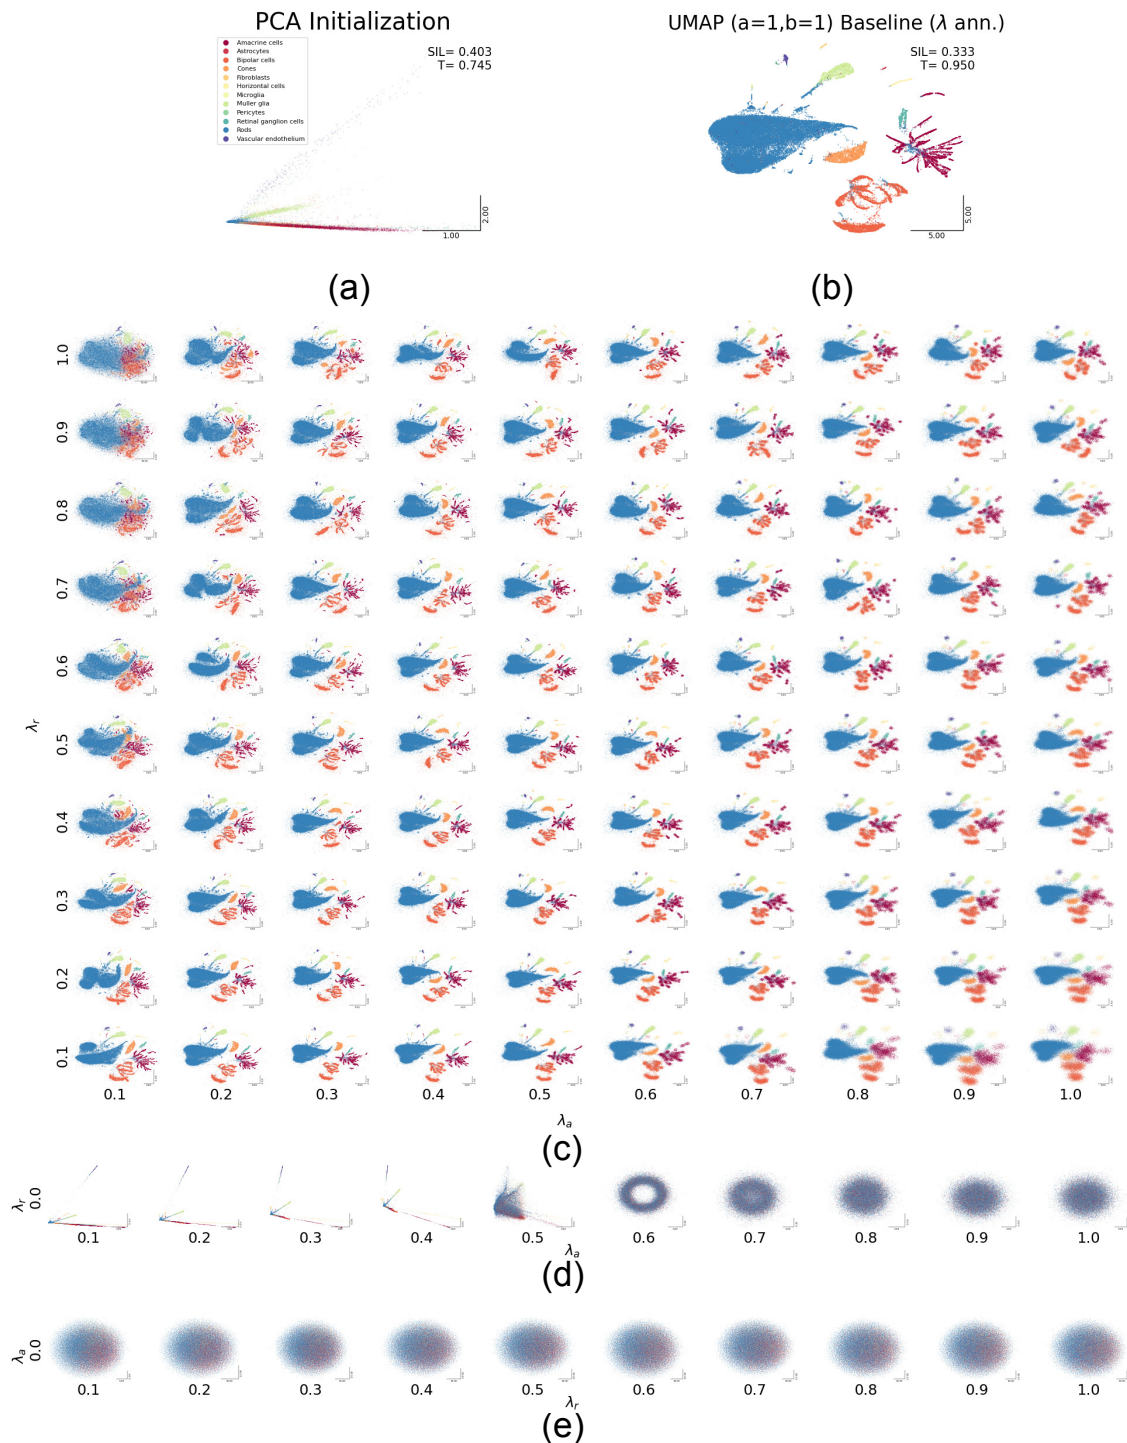 PCA Initialization
SIL= 0.403
T= 0.745
Amacrine cells
Astrocytes
Bipolar cells
Cones
Fibroblasts
Horizontal cells
Microglia
Muller glia
Pericytes
Retinal ganglion cells
Rods
Vascular endothelium
2.00
1.00
(a)
UMAP (a=1,b=1) Baseline (λ ann.)
SIL= 0.333
T= 0.950
5.00
5.00
(b)
1.0
0.9
0.8
0.7
0.6
λr
0.5
0.4
0.3
0.2
0.1
0.1 0.2 0.3 0.4 0.5 0.6 0.7 0.8 0.9 1.0
λa
(c)
λr
0.0
0.1 0.2 0.3 0.4 0.5 0.6 0.7 0.8 0.9 1.0
λa
(d)
λa
0.0
0.1 0.2 0.3 0.4 0.5 0.6 0.7 0.8 0.9 1.0
λr
(e)